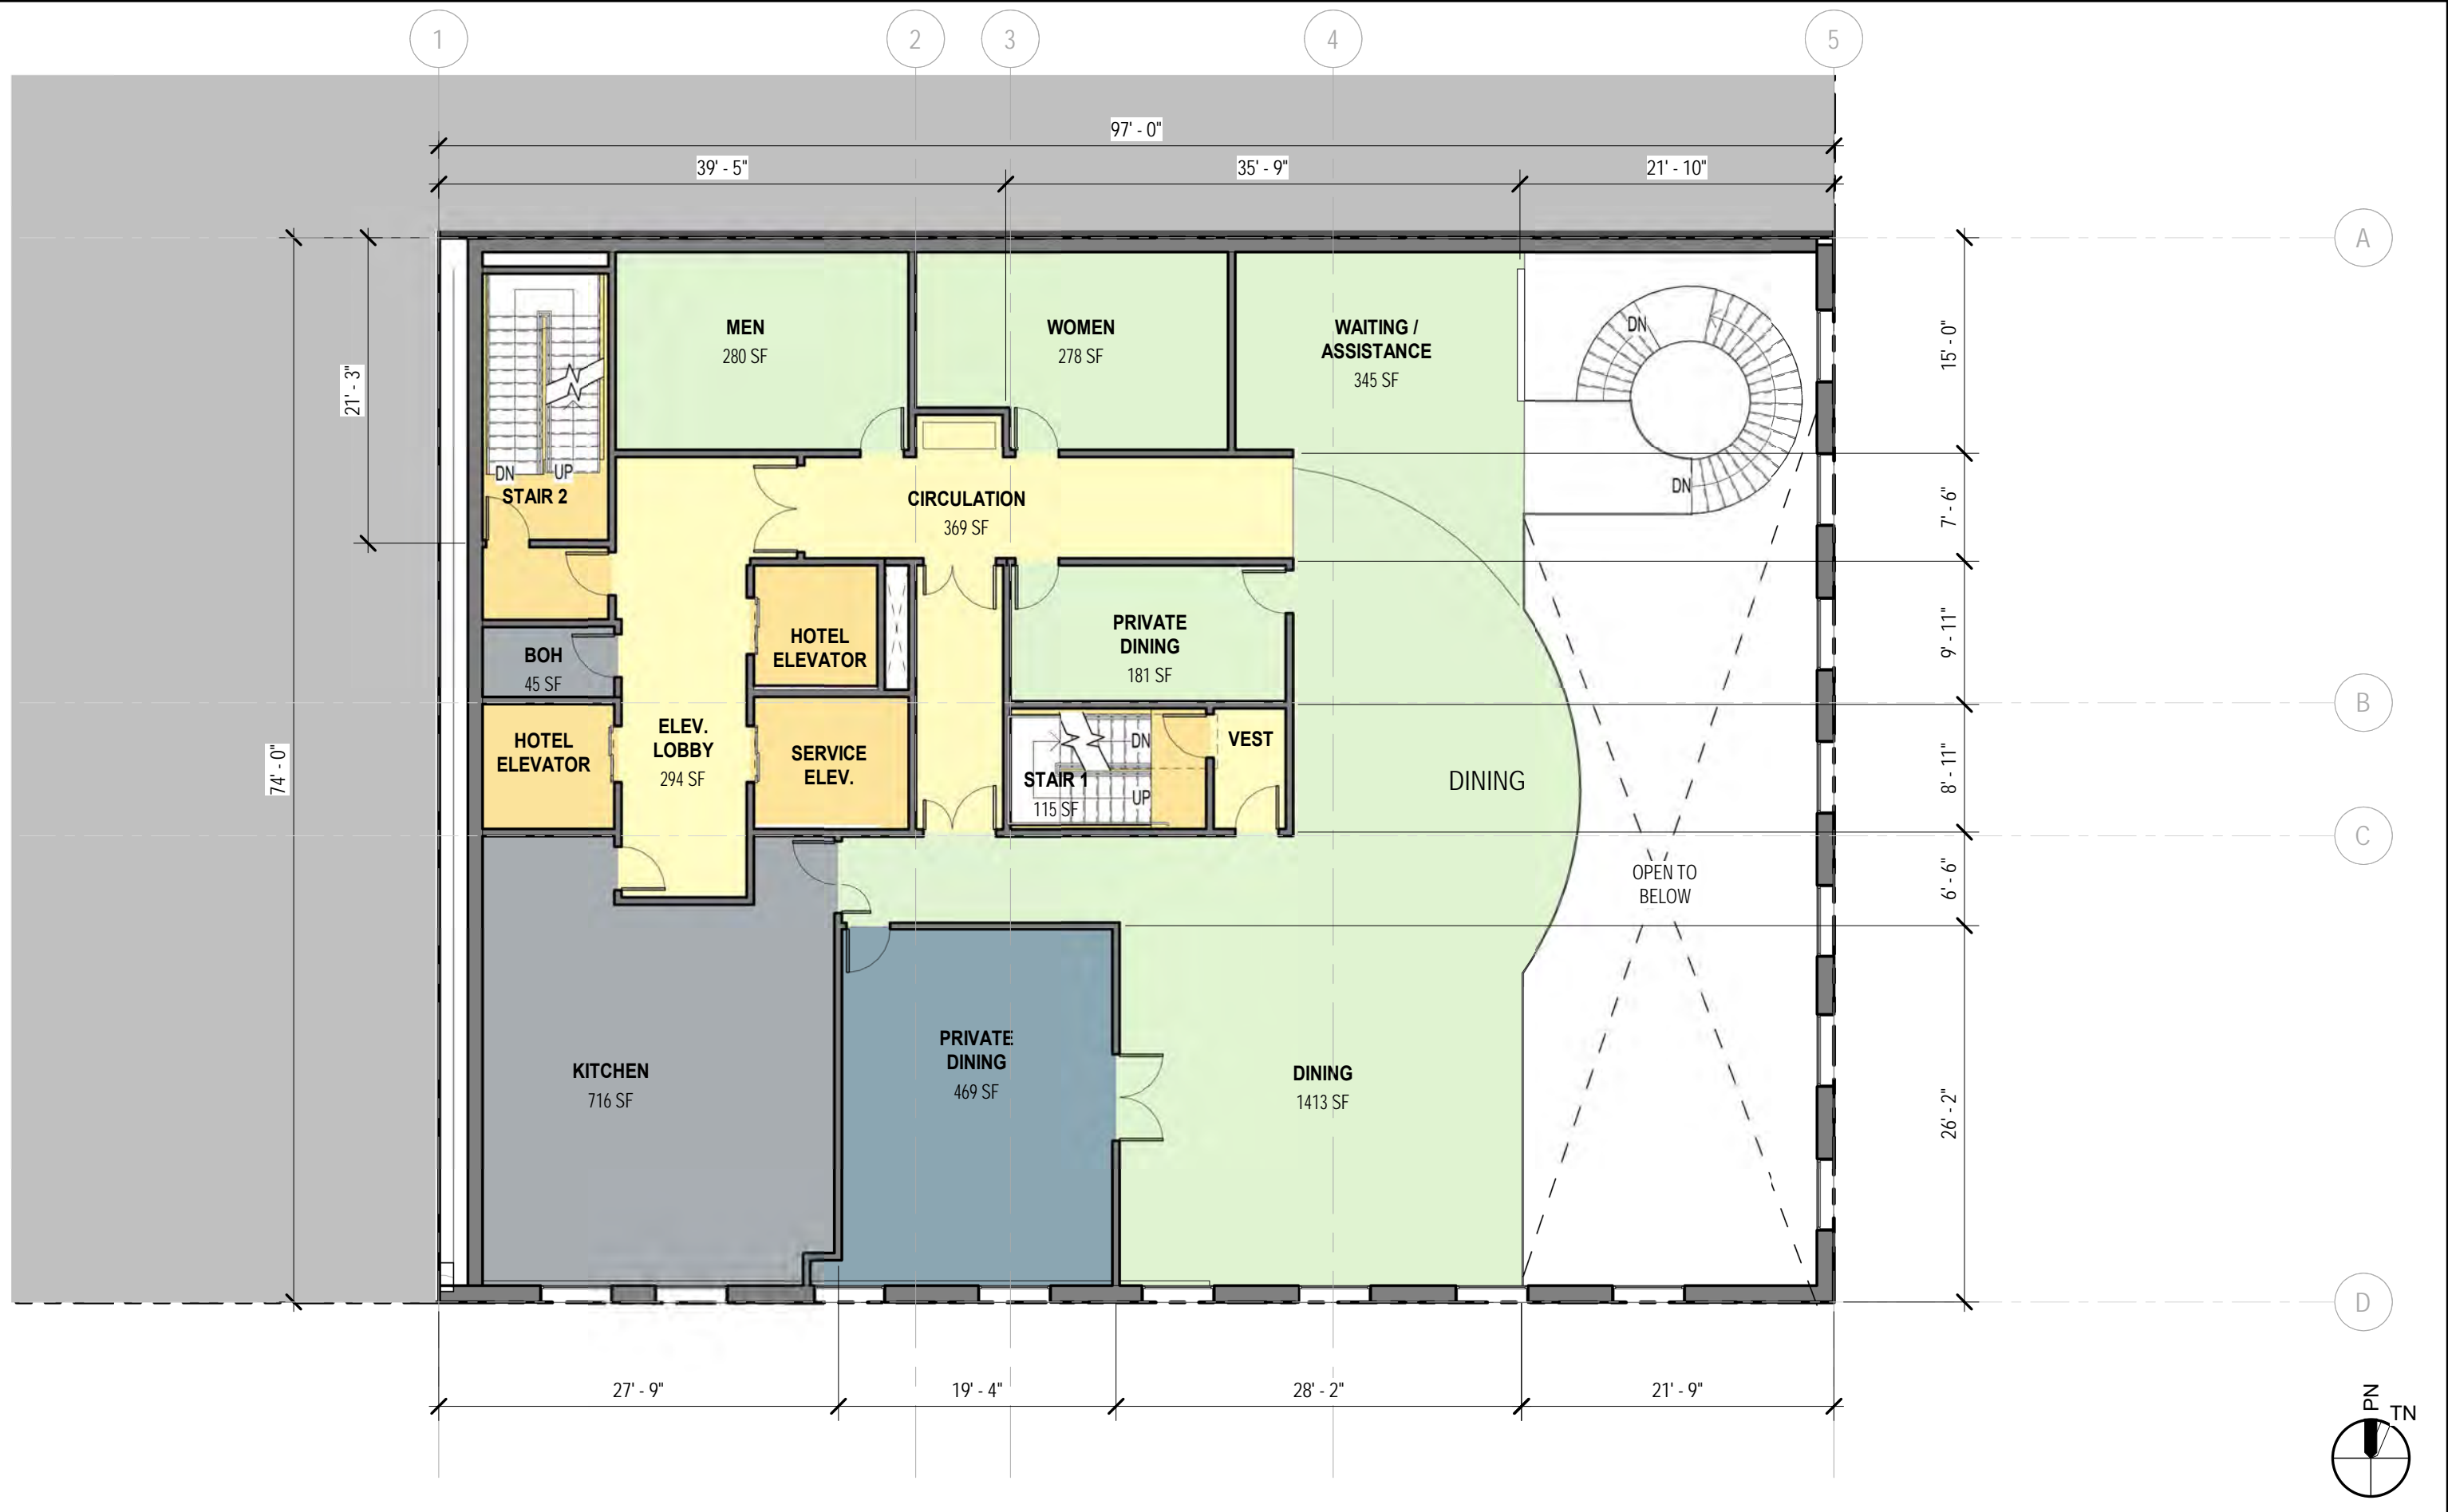 1 2 3 4 5
97' - 0"
39' - 5" 35' - 9" 21' - 10"
A
MEN
280 SF
WOMEN
278 SF
WAITING /
ASSISTANCE
345 SF
DN
15' - 0"
21' - 3"
DN UP
STAIR 2
DN
CIRCULATION
369 SF
7' - 6"
HOTEL
ELEVATOR
PRIVATE
DINING
181 SF
9' - 11"
BOH
45 SF
B
ELEV.
LOBBY
294 SF
HOTEL
ELEVATOR
SERVICE
ELEV.
DN
STAIR 1
115 SF
UP
VEST
DINING
8' - 11"
74' - 0"
C
OPEN TO
BELOW
6' - 6"
KITCHEN
716 SF
PRIVATE
DINING
469 SF
DINING
1413 SF
26' - 2"
D
27' - 9" 19' - 4" 28' - 2" 21' - 9"
PN
TN